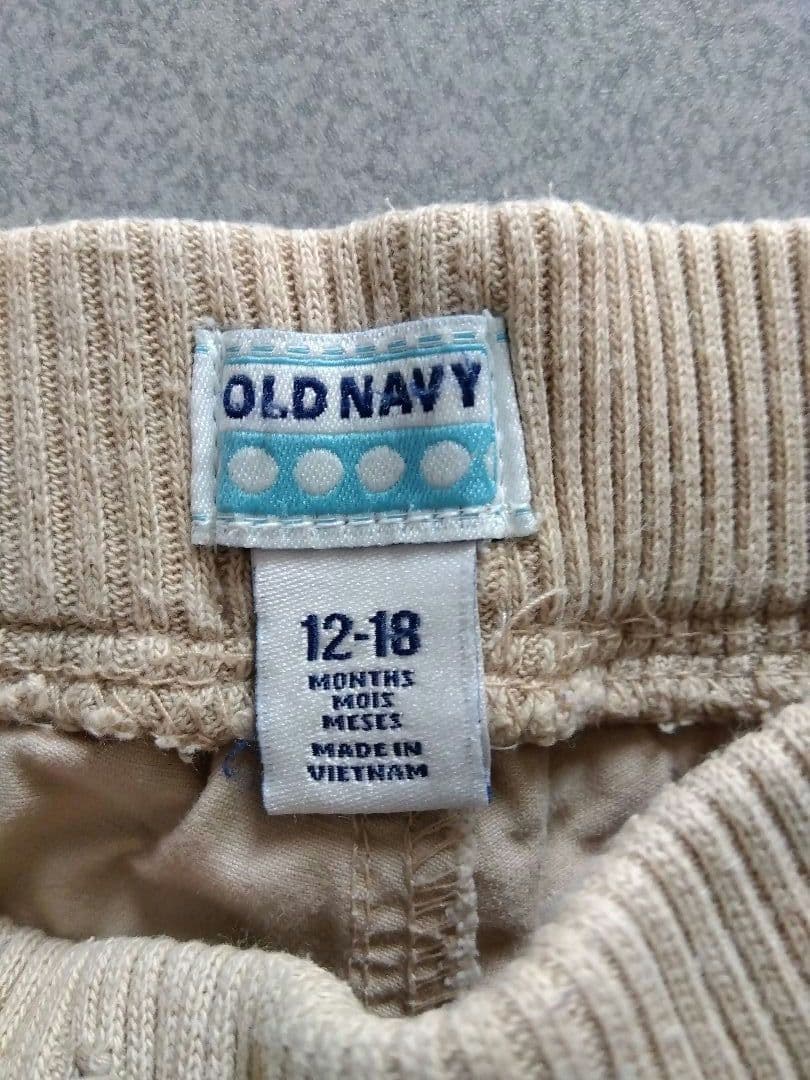 OLD NAVY
12-18
MONTHS
MOIS
MESES
MADE IN
VIETNAM